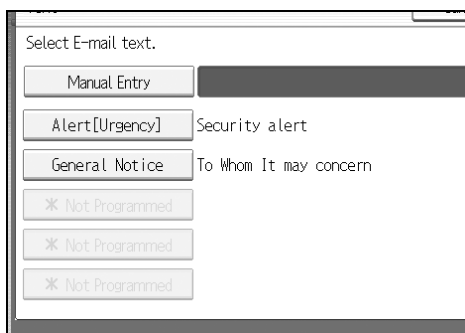 Select E-mail text.
Manual Entry
Alert[Urgency] Security alert
General Notice To Whom It may concern
✱ Not Programmed
✱ Not Programmed
✱ Not Programmed